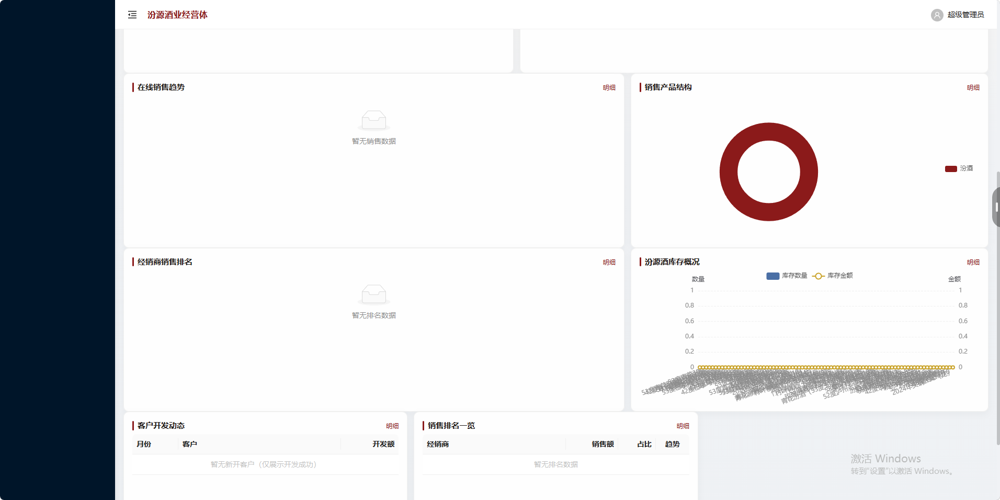 汾源酒业经营体
超级管理员
在线销售趋势
明细
暂无销售数据
销售产品结构
明细
汾酒
经销商销售排名
明细
暂无排名数据
汾源酒库存概况
明细
数量
库存数量
库存金额
金额
1
1
0.8
0.8
0.6
0.6
0.4
0.4
0.2
0.2
0
0
客户开发动态
明细
月份 客户 开发额
暂无新开客户（仅展示开发成功）
销售排名一览
明细
经销商 销售额 占比 趋势
暂无排名数据
激活 Windows
转到"设置"以激活 Windows。